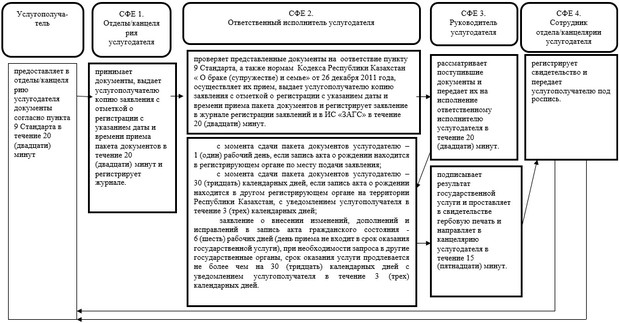 Услугополуча-
тель
предоставляет в
отделы/канцеля
рию
услугодателя
документы
согласно пункта
9 Стандарта в
течение 20
(двадцати)
минут
СФЕ 1.
Отделы/канцеля
рия
услугодателя
принимает
документы, выдает
услугополучателю
копию заявления с
отметкой о
регистрации с
указанием даты и
времени приема
пакета документов в
течение 20
(двадцати) минут и
регистрирует
журнале.
СФЕ 2.
Ответственный исполнитель услугодателя
проверяет представленные документы на оответствие пункту
9 Стандарта, а также нормам Кодекса Республики Казахстан
« О браке (супружестве) и семье» от 26 декабря 2011 года,
осуществляет их прием, выдает услугополучателю копию
заявления с отметкой о регистрации с указанием даты и
времени приема пакета документов и регистрирует заявление
в журнале регистрации заявлений и в ИС «ЗАГС» в течение
20 (двадцати) минут.
с момента сдачи пакета документов услугодателю –
1 (один) рабочий день, если запись акта о рождении находится
в регистрирующем органе по месту подачи заявления;
с момента сдачи пакета документов услугодателю -
30 (тридцать) календарных дней, если запись акта о рождении
находится в другом регистрирующем органе на территории
Республики Казахстан, с уведомлением услугополучателя в
течение 3 (трех) календарных дней;
заявление о внесении изменений, дополнений и
исправлений в запись акта гражданского состояния -
6 (шесть) рабочих дней (день приема не входит в срок оказания
государственной услуги), при необходимости запроса в другие
государственные органы, срок оказания услуги продлевается
не более чем на 30 (тридцать) календарных дней с
уведомлением услугополучателя в течение 3 (трех)
календарных дней.
СФЕ 3.
Руководитель
услугодателя
рассматривает
поступившие
документы и
передает их на
исполнение
ответственному
исполнителю
услугодателя в
течение 20
(двадцати) минут.
подписывает
результат
государственной
услуги и проставляет
в свидетельстве
гербовую печать и
направляет в
канцелярию
услугодателя в
течение 15
(пятнадцати) минут.
СФЕ 4.
Сотрудник
отдела/канцелярии
услугодателя
регистрирует
свидетельство и
передает
услугополучателю под
роспись.